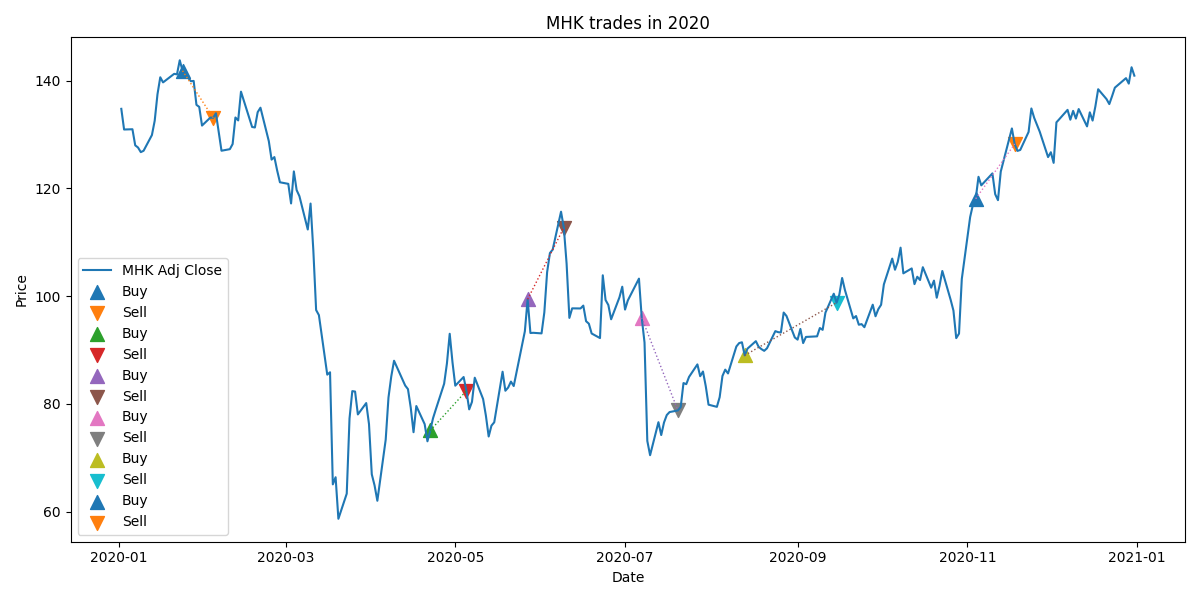 MHK trades in 2020
140
120
100
80
60
Price
MHK Adj Close
Buy
Sell
Buy
Sell
Buy
Sell
Buy
Sell
Buy
Sell
Buy
Sell
2020-01
2020-03
2020-05
2020-07
2020-09
2020-11
2021-01
Date